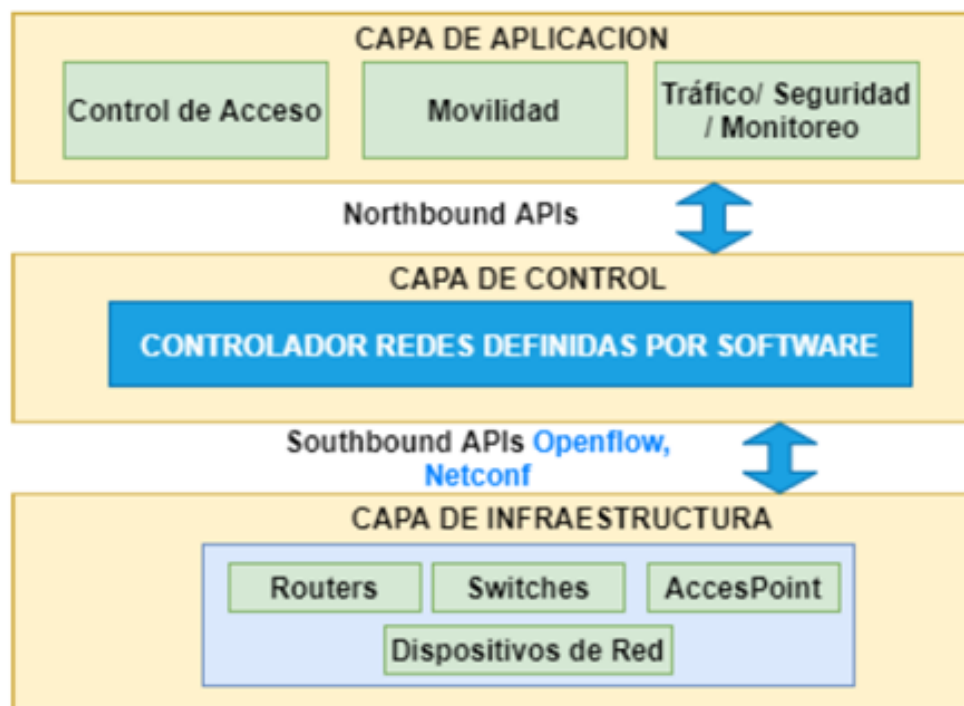 CAPA DE APLICACION
Control de Acceso
Movilidad
Tráfico/ Seguridad
/ Monitoreo
Northbound APIs
CAPA DE CONTROL
CONTROLADOR REDES DEFINIDAS POR SOFTWARE
Southbound APIs Openflow,
Netconf
CAPA DE INFRAESTRUCTURA
Routers
Switches
AccesPoint
Dispositivos de Red